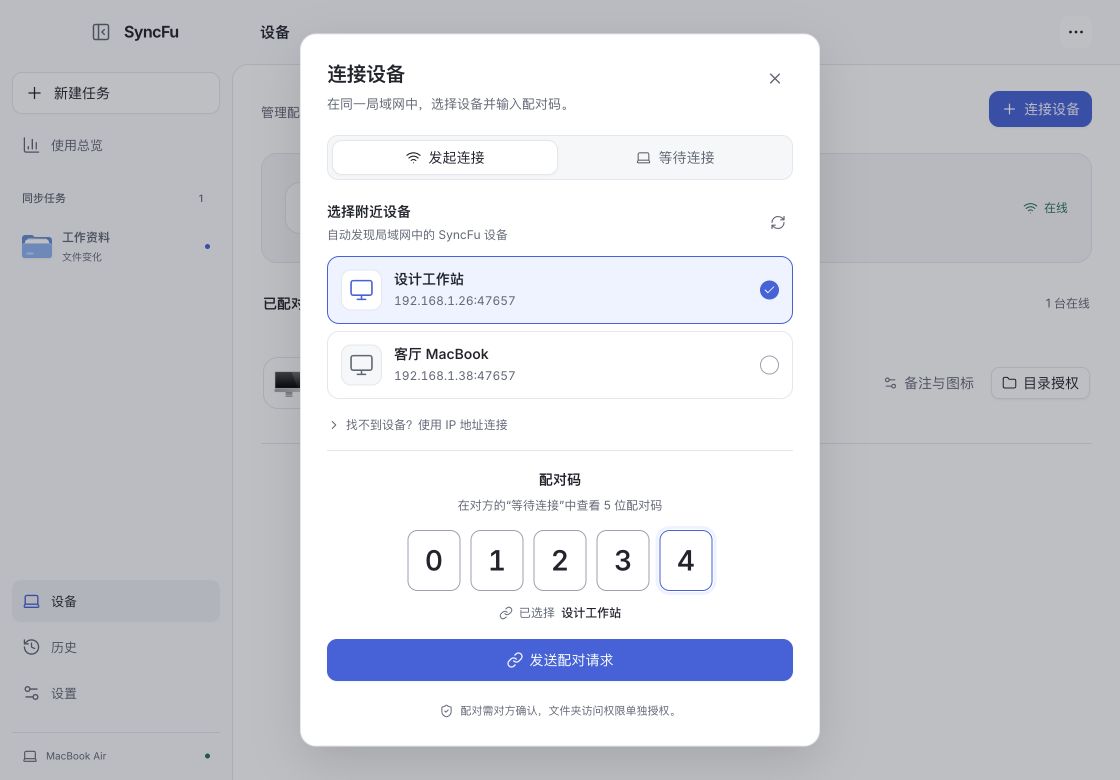 SyncFu
设备
新建任务
使用总览
同步任务
1
工作资料
文件变化
设备
历史
设置
MacBook Air
管理配
连接设备
在线
已配对
1 台在线
备注与图标
目录授权
连接设备
在同一局域网中，选择设备并输入配对码。
发起连接
等待连接
选择附近设备
自动发现局域网中的 SyncFu 设备
设计工作站
192.168.1.26:47657
客厅 MacBook
192.168.1.38:47657
找不到设备？使用 IP 地址连接
配对码
在对方的“等待连接”中查看 5 位配对码
0 1 2 3 4
已选择 设计工作站
发送配对请求
配对需对方确认，文件夹访问权限单独授权。